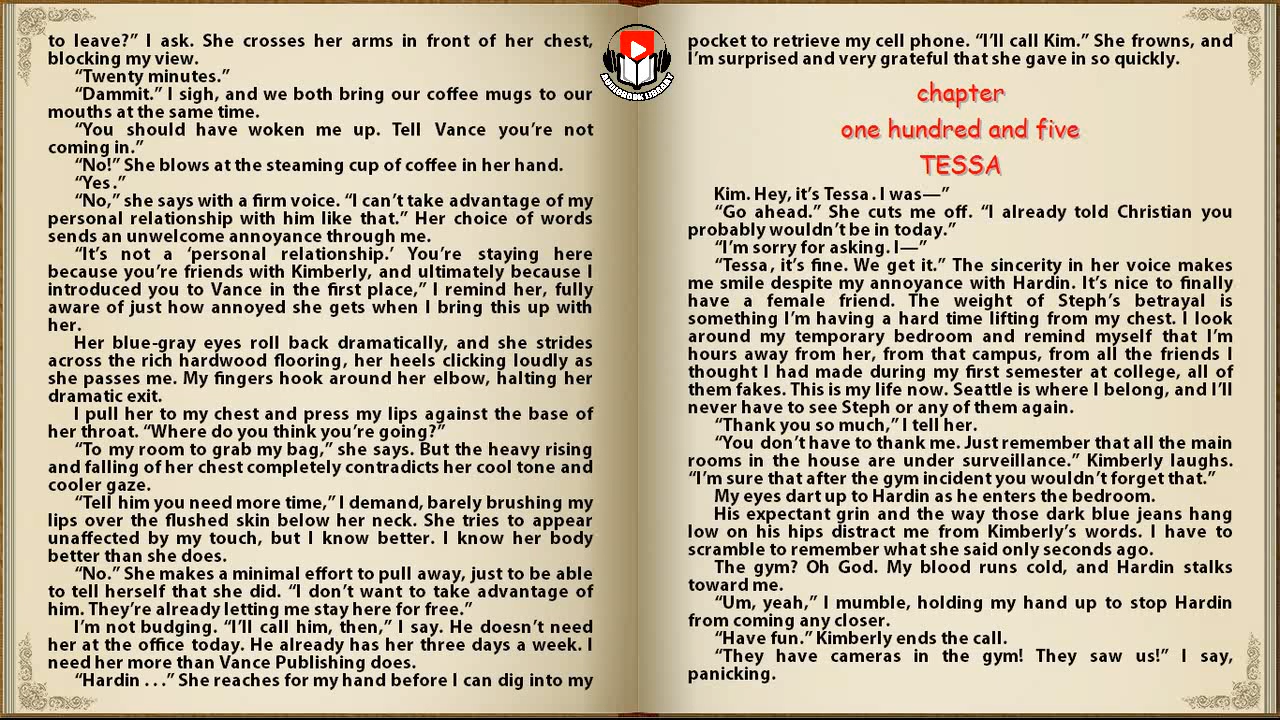 to leave?” I ask. She crosses her arms in front of her chest,
blocking my view.
“Twenty minutes.”
“Dammit.” I sigh, and we both bring our coffee mugs to our
mouths at the same time.
“You should have woken me up. Tell Vance you’re not
coming in.”
“No!” She blows at the steaming cup of coffee in her hand.
“Yes.”
“No,” she says with a firm voice. “I can’t take advantage of my
personal relationship with him like that.” Her choice of words
sends an unwelcome annoyance through me.
“It’s not a ‘personal relationship.’ You’re staying here
because you’re friends with Kimberly, and ultimately because I
introduced you to Vance in the first place,” I remind her, fully
aware of just how annoyed she gets when I bring this up with
her.
Her blue-gray eyes roll back dramatically, and she strides
across the rich hardwood flooring, her heels clicking loudly as
she passes me. My fingers hook around her elbow, halting her
dramatic exit.
I pull her to my chest and press my lips against the base of
her throat. “Where do you think you’re going?”
“To my room to grab my bag,” she says. But the heavy rising
and falling of her chest completely contradicts her cool tone and
cooler gaze.
“Tell him you need more time,” I demand, barely brushing my
lips over the flushed skin below her neck. She tries to appear
unaffected by my touch, but I know better. I know her body
better than she does.
“No.” She makes a minimal effort to pull away, just to be able
to tell herself that she did. “I don’t want to take advantage of
him. They’re already letting me stay here for free.”
I’m not budging. “I’ll call him, then,” I say. He doesn’t need
her at the office today. He already has her three days a week. I
need her more than Vance Publishing does.
“Hardin . . .” She reaches for my hand before I can dig into my
AUDIOBOOK LIBRARY
pocket to retrieve my cell phone. “I’ll call Kim.” She frowns, and
I’m surprised and very grateful that she gave in so quickly.
chapter
one hundred and five
TESSA
Kim. Hey, it’s Tessa. I was—”
“Go ahead.” She cuts me off. “I already told Christian you
probably wouldn’t be in today.”
“I’m sorry for asking. I—”
“Tessa, it’s fine. We get it.” The sincerity in her voice makes
me smile despite my annoyance with Hardin. It’s nice to finally
have a female friend. The weight of Steph’s betrayal is
something I’m having a hard time lifting from my chest. I look
around my temporary bedroom and remind myself that I’m
hours away from her, from that campus, from all the friends I
thought I had made during my first semester at college, all of
them fakes. This is my life now. Seattle is where I belong, and I’ll
never have to see Steph or any of them again.
“Thank you so much,” I tell her.
“You don’t have to thank me. Just remember that all the main
rooms in the house are under surveillance.” Kimberly laughs.
“I’m sure that after the gym incident you wouldn’t forget that.”
My eyes dart up to Hardin as he enters the bedroom.
His expectant grin and the way those dark blue jeans hang
low on his hips distract me from Kimberly’s words. I have to
scramble to remember what she said only seconds ago.
The gym? Oh God. My blood runs cold, and Hardin stalks
toward me.
“Um, yeah,” I mumble, holding my hand up to stop Hardin
from coming any closer.
“Have fun.” Kimberly ends the call.
“They have cameras in the gym! They saw us!” I say,
panicking.